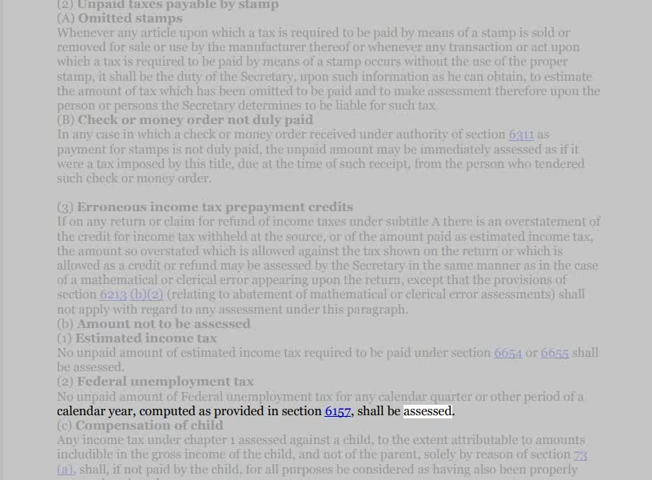 (2) Unpaid taxes payable by stamp
(A) Omitted stamps
Whenever any article upon which a tax is required to be paid by means of a stamp is sold or
removed for sale or use by the manufacturer thereof or whenever any transaction or act upon
which a tax is required to be paid by means of a stamp occurs without the use of the proper
stamp, it shall be the duty of the Secretary, upon such information as he can obtain, to estimate
the amount of tax which has been omitted to be paid and to make assessment therefore upon the
person or persons the Secretary determines to be liable for such tax.
(B) Check or money order not duly paid
In any case in which a check or money order received under authority of section 6311 as
payment for stamps is not duly paid, the unpaid amount may be immediately assessed as if it
were a tax imposed by this title, due at the time of such receipt, from the person who tendered
such check or money order.
(3) Erroneous income tax prepayment credits
If on any return or claim for refund of income taxes under subtitle A there is an overstatement of
the credit for income tax withheld at the source, or of the amount paid as estimated income tax,
the amount so overstated which is allowed against the tax shown on the return or which is
allowed as a credit or refund may be assessed by the Secretary in the same manner as in the case
of a mathematical or clerical error appearing upon the return, except that the provisions of
section 6213 (b)(2) (relating to abatement of mathematical or clerical error assessments) shall
not apply with regard to any assessment under this paragraph.
(b) Amount not to be assessed
(1) Estimated income tax
No unpaid amount of estimated income tax required to be paid under section 6654 or 6655 shall
be assessed.
(2) Federal unemployment tax
No unpaid amount of Federal unemployment tax for any calendar quarter or other period of a
calendar year, computed as provided in section 6157, shall be assessed.
(c) Compensation of child
Any income tax under chapter 1 assessed against a child, to the extent attributable to amounts
includible in the gross income of the child, and not of the parent, solely by reason of section 73
(a), shall, if not paid by the child, for all purposes be considered as having also been properly